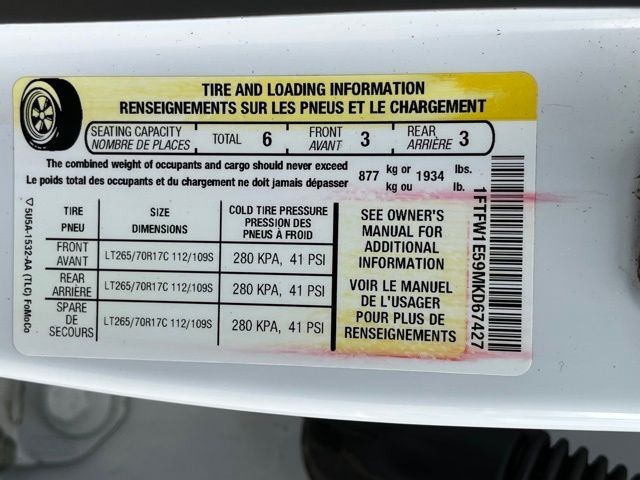 TIRE AND LOADING INFORMATION
RENSEIGNEMENTS SUR LES PNEUS ET LE CHARGEMENT
SEATING CAPACITY
NOMBRE DE PLACES
TOTAL 6
FRONT
AVANT
3
REAR
ARRIÈRE
3
The combined weight of occupants and cargo should never exceed
Le poids total des occupants et du chargement ne doit jamais dépasser
877
kg or
kg ou
1934
lbs.
lb.
TIRE
PNEU
SIZE
DIMENSIONS
COLD TIRE PRESSURE
PRESSION DES
PNEUS À FROID
FRONT
AVANT
LT265/70R17C 112/109S
280 KPA, 41 PSI
REAR
ARRIÈRE
LT265/70R17C 112/109S
280 KPA, 41 PSI
SPARE
DE
SECOURS
LT265/70R17C 112/109S
280 KPA, 41 PSI
SEE OWNER'S
MANUAL FOR
ADDITIONAL
INFORMATION
VOIR LE MANUEL
DE L'USAGER
POUR PLUS DE
RENSEIGNEMENTS
1FTFW1E59MKD67427
5U5A-1532-AA (TLO) FoMoCo